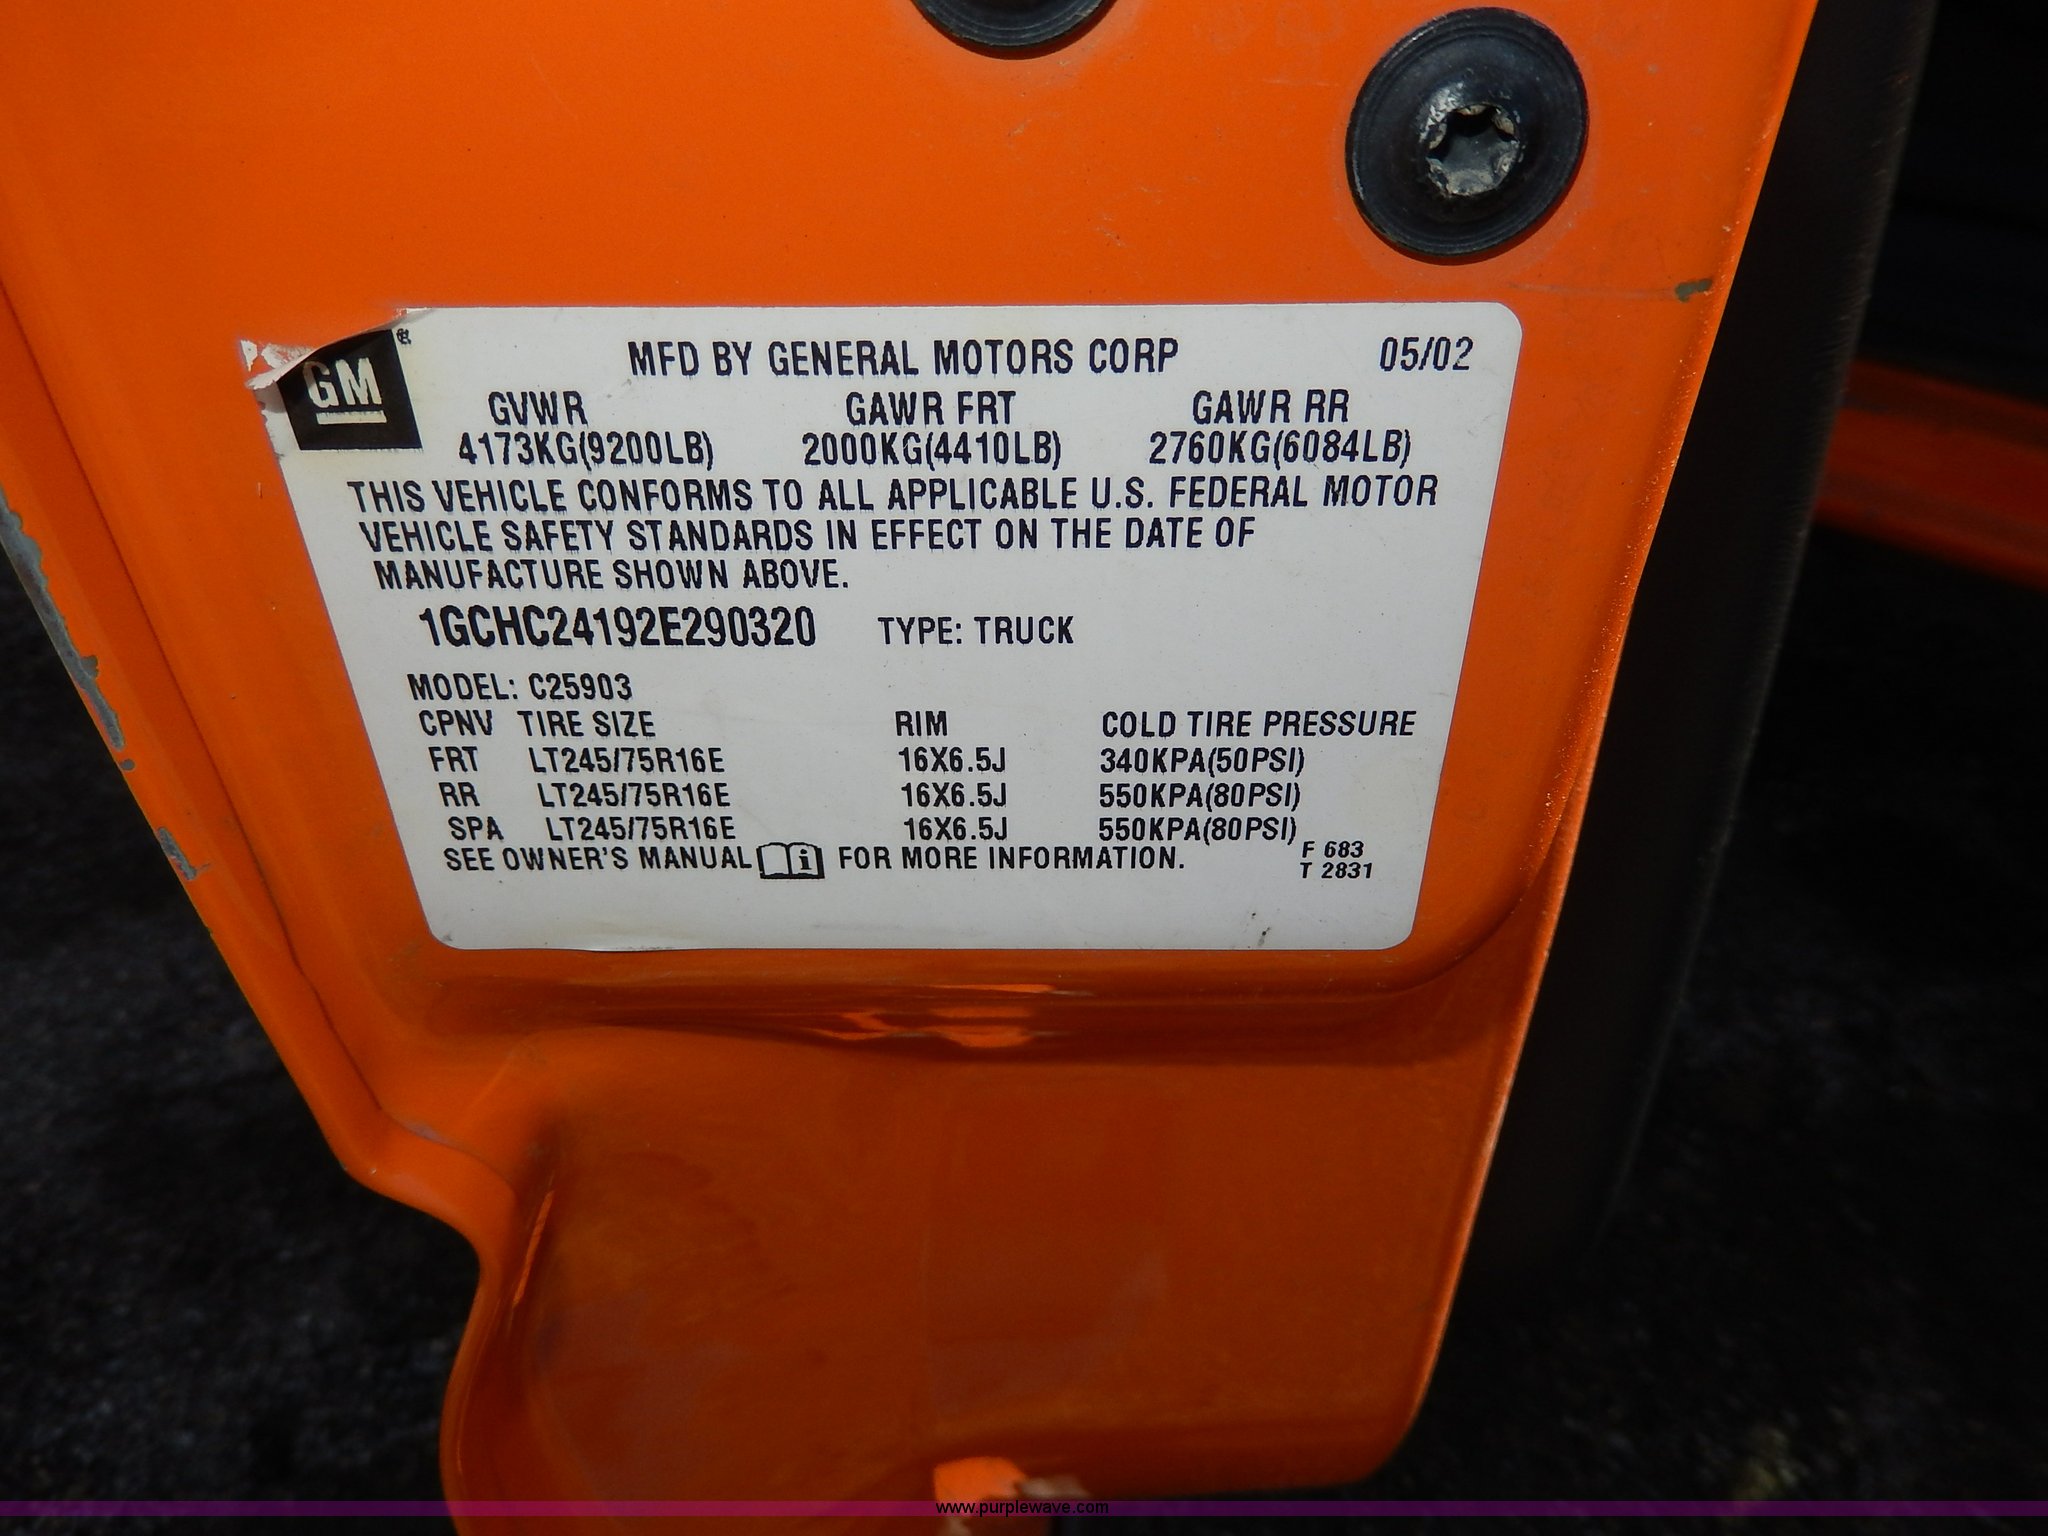 GM
MFD BY GENERAL MOTORS CORP 05/02
GVWR GAWR FRT GAWR RR
4173KG(9200LB) 2000KG(4410LB) 2760KG(6084LB)
THIS VEHICLE CONFORMS TO ALL APPLICABLE U.S. FEDERAL MOTOR
VEHICLE SAFETY STANDARDS IN EFFECT ON THE DATE OF
MANUFACTURE SHOWN ABOVE.
1GCHC24192E290320 TYPE: TRUCK
MODEL: C25903
CPNV TIRE SIZE RIM COLD TIRE PRESSURE
FRT LT245/75R16E 16X6.5J 340KPA(50PSI)
RR LT245/75R16E 16X6.5J 550KPA(80PSI)
SPA LT245/75R16E 16X6.5J 550KPA(80PSI)
SEE OWNER'S MANUAL i FOR MORE INFORMATION.
F 683
T 2831
www.purplewave.com